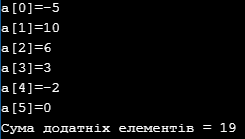 a[0]=-5
a[1]=10
a[2]=6
a[3]=3
a[4]=-2
a[5]=0
Сума додатніх елементів = 19